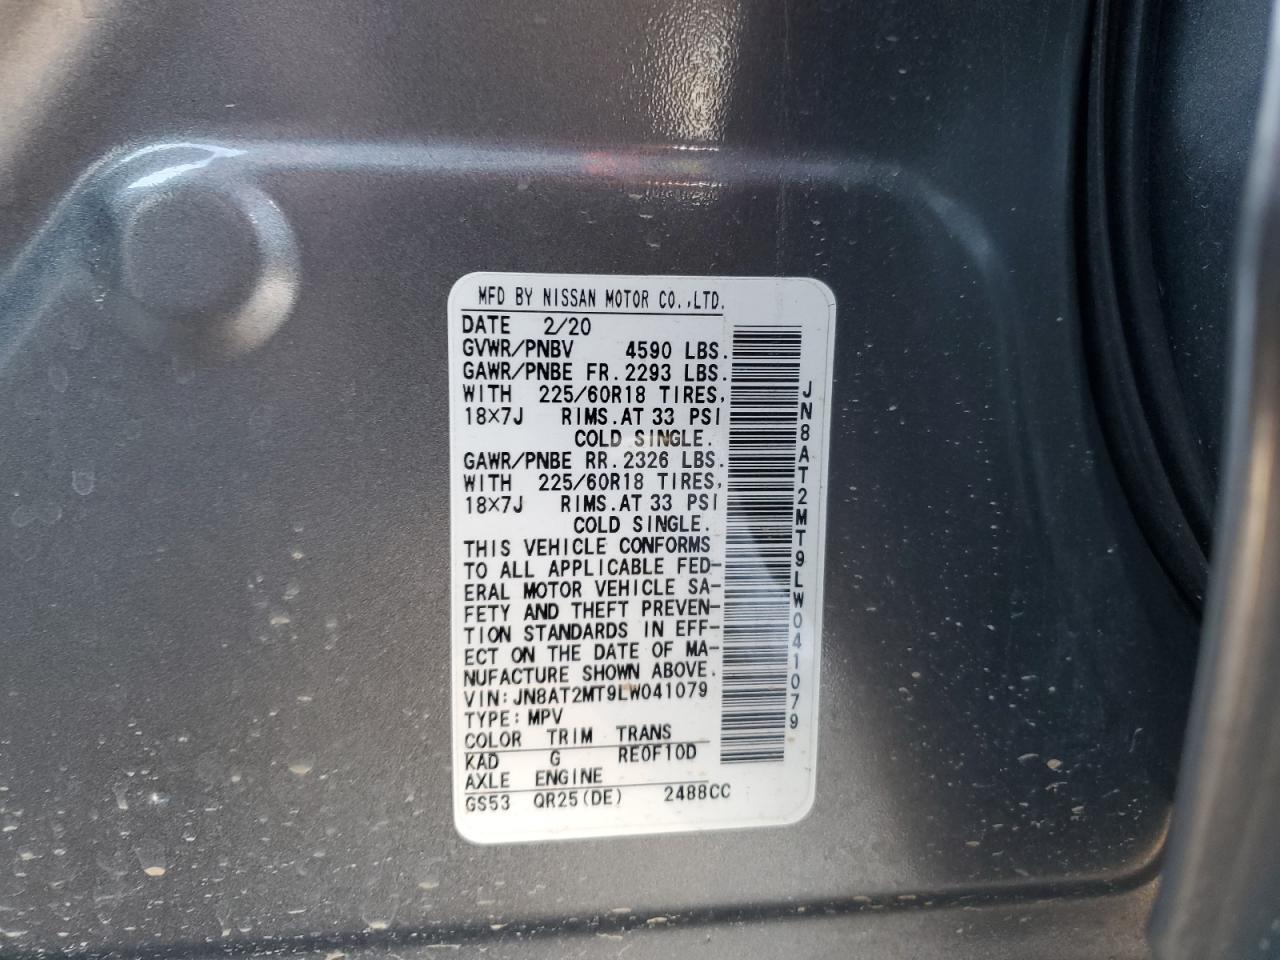 MFD BY NISSAN MOTOR CO.,LTD.
DATE 2/20
GVWR/PNBV 4590 LBS.
GAWR/PNBE FR. 2293 LBS.
WITH 225/60R18 TIRES,
18×7J RIMS. AT 33 PSI
COLD SINGLE.
GAWR/PNBE RR. 2326 LBS.
WITH 225/60R18 TIRES,
18×7J RIMS. AT 33 PSI
COLD SINGLE.
THIS VEHICLE CONFORMS
TO ALL APPLICABLE FED-
ERAL MOTOR VEHICLE SA-
FETY AND THEFT PREVEN-
TION STANDARDS IN EFF-
ECT ON THE DATE OF MA-
NUFACTURE SHOWN ABOVE.
VIN: JN8AT2MT9LW041079
TYPE: MPV
COLOR TRIM TRANS
KAD G RE0F10D
AXLE ENGINE
GS53 QR25(DE) 2488CC
JN8AT2MT9LW041079